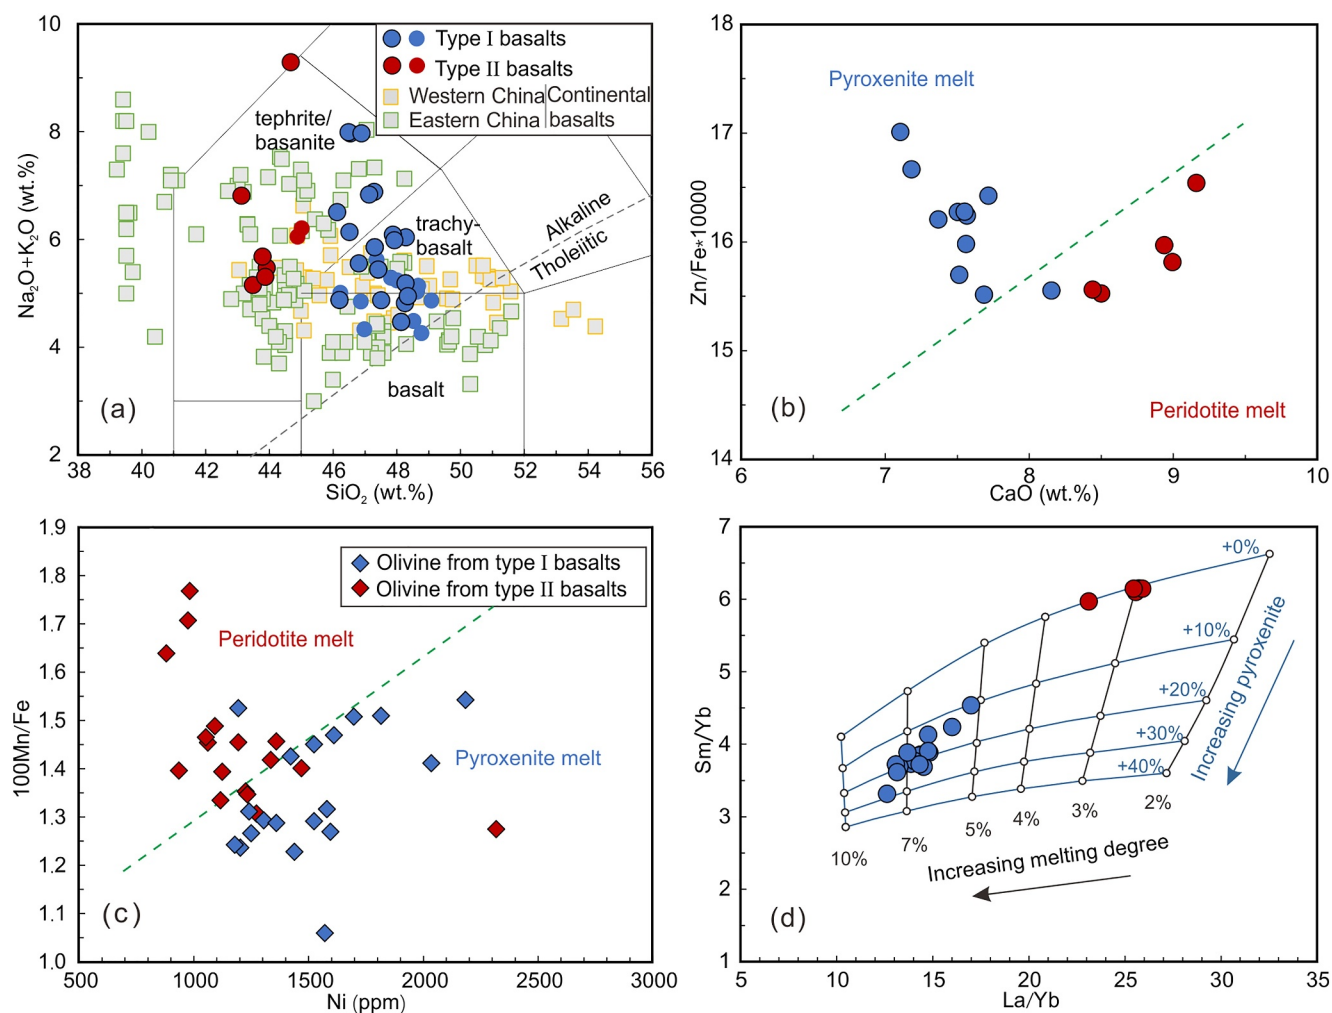 10
8
6
4
2
Na₂O+K₂O (wt.%)
Type I basalts
Type II basalts
Western China Continental
Eastern China basalts
tephrite/
basanite
trachy-
basalt
Alkaline
Tholeiitic
basalt
(a)
38 40 42 44 46 48 50 52 54 56
SiO₂ (wt.%)
18
17
16
15
14
Zn/Fe*10000
Pyroxenite melt
Peridotite melt
(b)
6 7 8 9 10
CaO (wt.%)
1.9
1.8
1.7
1.6
1.5
1.4
1.3
1.2
1.1
1.0
100Mn/Fe
Olivine from type I basalts
Olivine from type II basalts
Peridotite melt
Pyroxenite melt
(c)
500 1000 1500 2000 2500 3000
Ni (ppm)
7
6
5
4
3
2
1
Sm/Yb
+0%
+10%
+20%
+30%
+40%
Increasing pyroxenite
10% 7% 5% 4% 3% 2%
Increasing melting degree
(d)
5 10 15 20 25 30 35
La/Yb